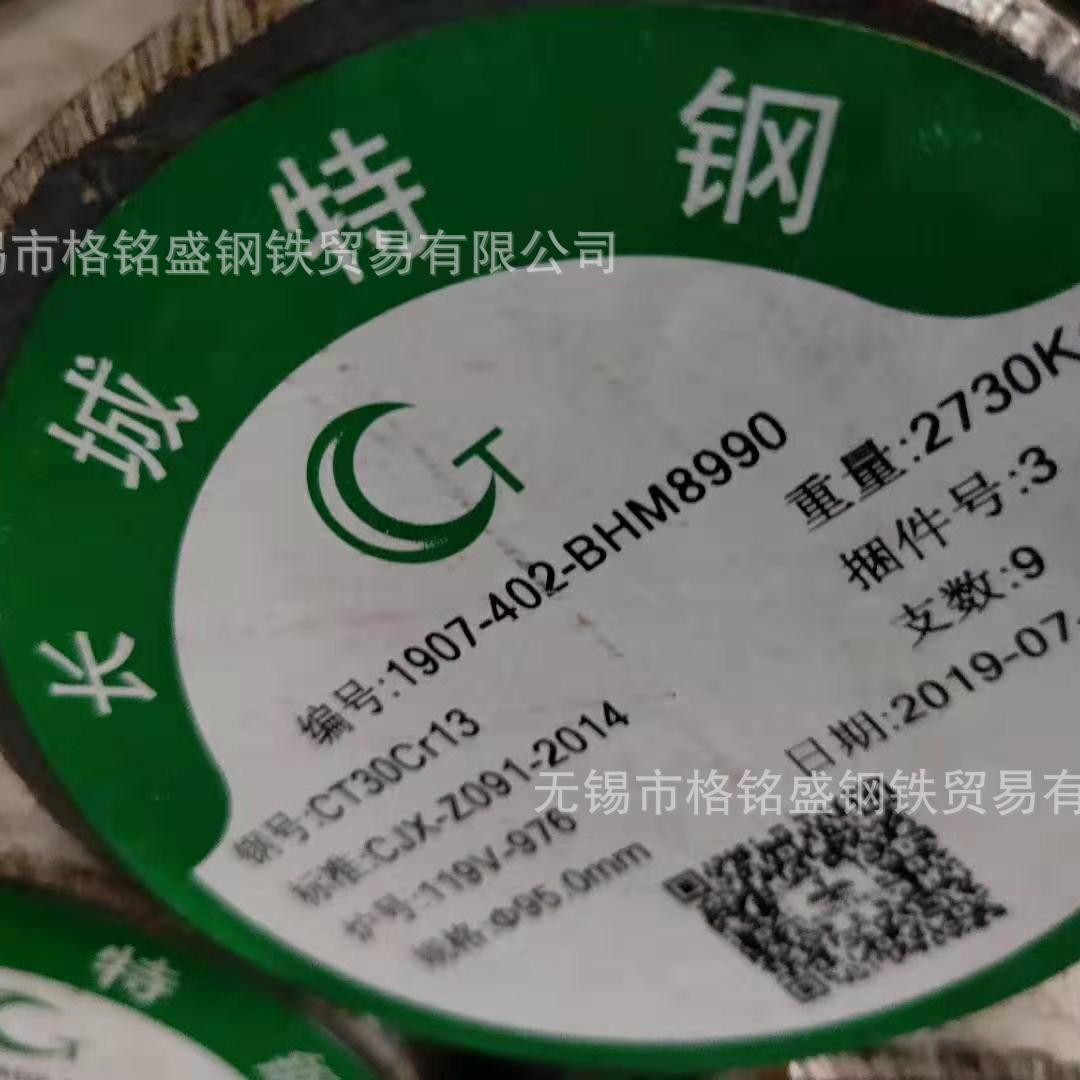 长城特钢
CT
编号:1907-402-BHM8990
钢号:CT30Cr13
标准:CJX-Z091-2014
炉号:119V-976
规格:Φ95.0mm
重量:2730K
捆件号:3
支数:9
日期:2019-07-
锡市格铭盛钢铁贸易有限公司
无锡市格铭盛钢铁贸易有
特